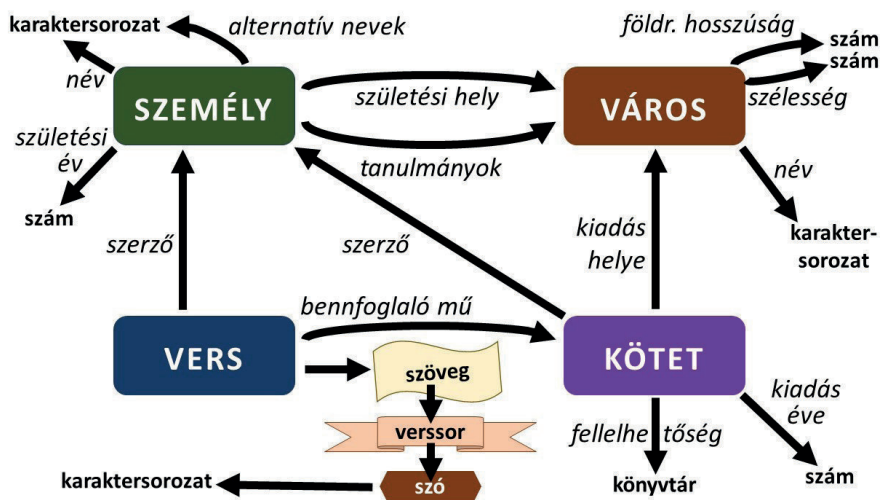 karaktersorozat
alternatív nevek
földr. hosszúság
szám
szám
név
SZEMÉLY
születési hely
VÁROS
szélesség
születési
év
tanulmányok
név
szám
szerző
szerző
kiadás
helye
karakter-
sorozat
bennfoglaló mű
VERS
szöveg
KÖTET
kiadás
éve
verssor
fellelhe tőség
karaktersorozat
szó
könyvtár
szám